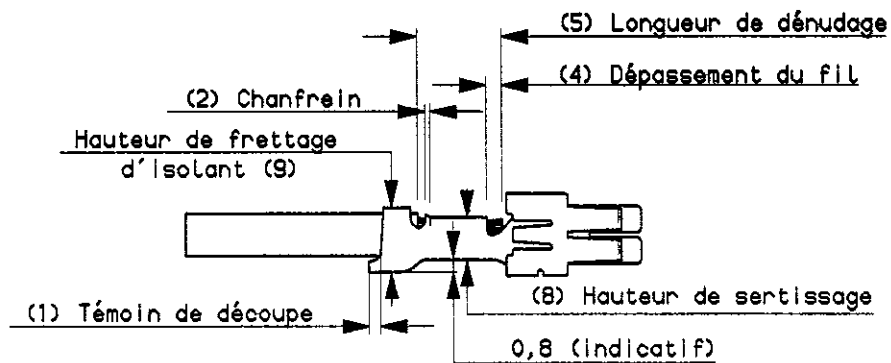 (5) Longueur de dénudage
(4) Dépassement du fil
(2) Chanfrein
Hauteur de frettage
d'isolant (9)
(8) Hauteur de sertissage
(1) Témoin de découpe
0,8 (indicatif)